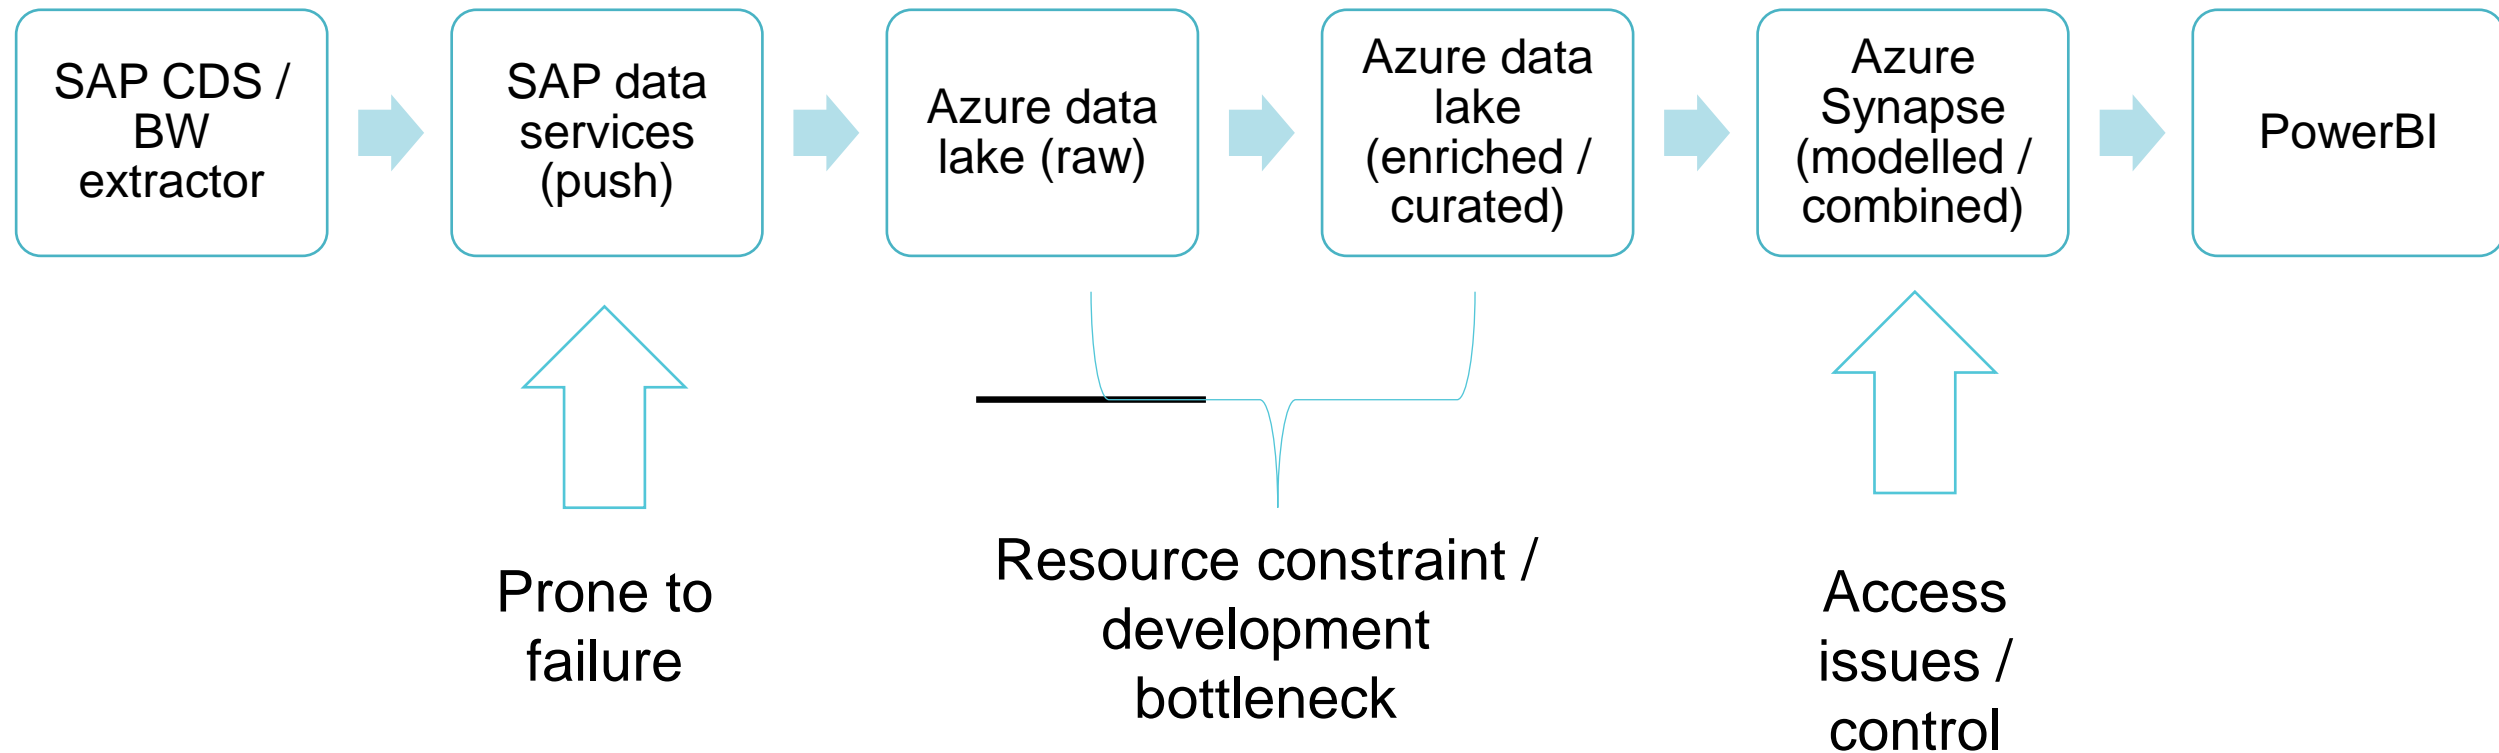 SAP CDS /
BW
extractor
SAP data
services
(push)
Azure data
lake (raw)
Azure data
lake
(enriched /
curated)
Azure
Synapse
(modelled /
combined)
PowerBI
Prone to
failure
Resource constraint /
development
bottleneck
Access
issues /
control